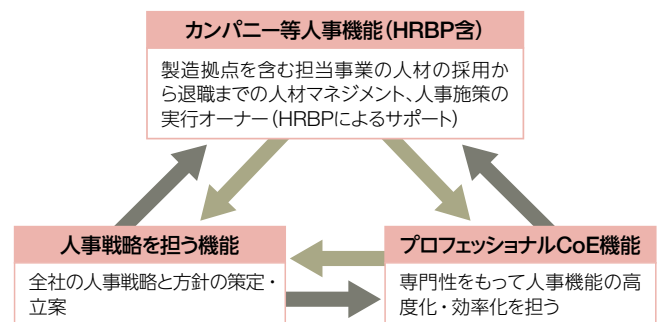 カンパニー等人事機能（HRBP含）
製造拠点を含む担当事業の人材の採用か
ら退職までの人材マネジメント、人事施策の
実行オーナー（HRBPによるサポート）
人事戦略を担う機能
全社の人事戦略と方針の策定・
立案
プロフェッショナルCoE機能
専門性をもって人事機能の高
度化・効率化を担う